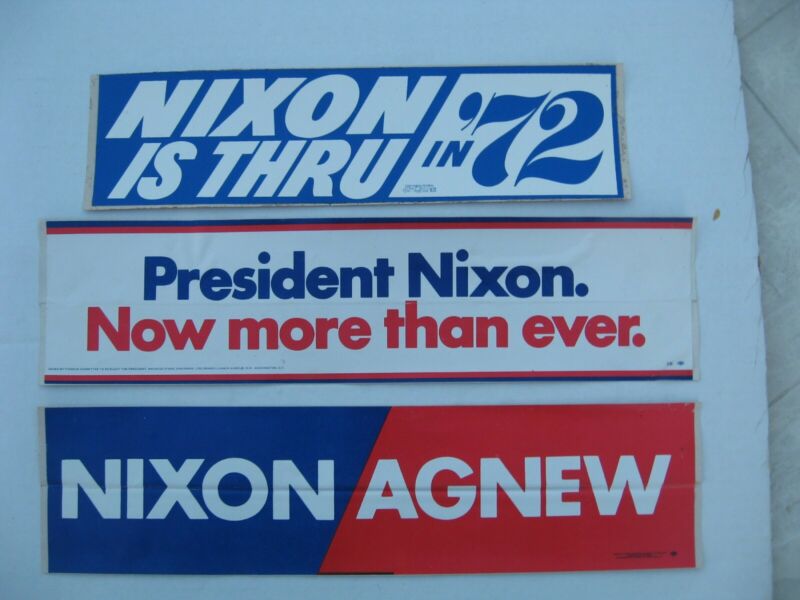 NIXON
IS THRU
IN '72
President Nixon.
Now more than ever.
NIXON AGNEW